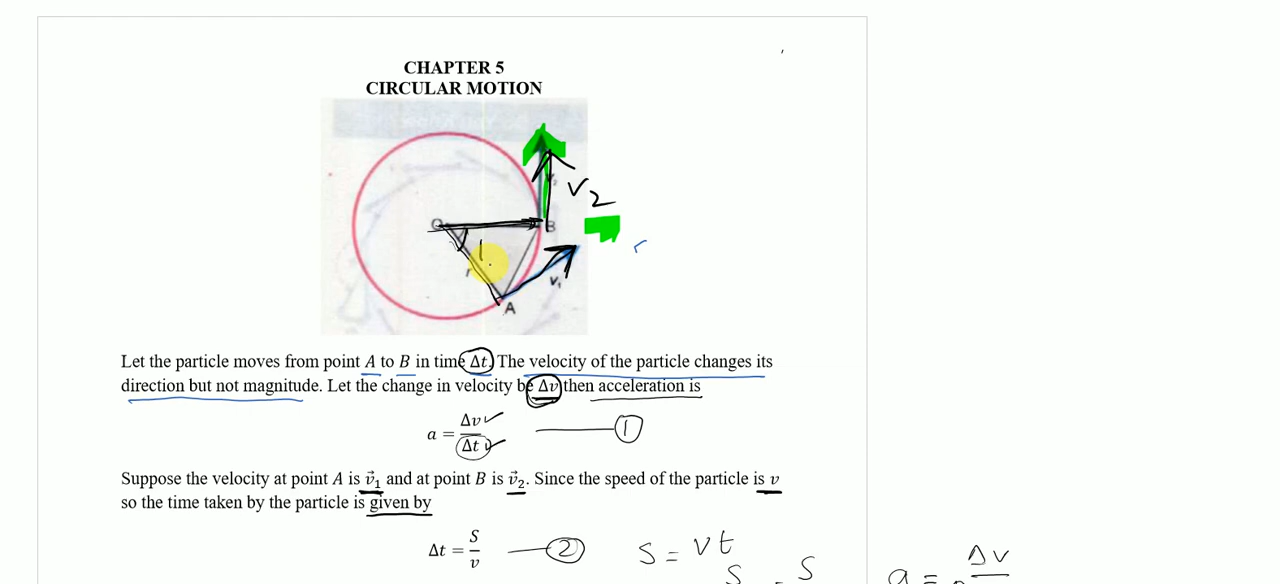 CHAPTER 5
CIRCULAR MOTION
V2
O
B
r
v₁
A
Let the particle moves from point A to B in time Δt. The velocity of the particle changes its
direction but not magnitude. Let the change in velocity be Δv then acceleration is
a = Δv/Δt 1
Suppose the velocity at point A is v⃗₁ and at point B is v⃗₂. Since the speed of the particle is v
so the time taken by the particle is given by
Δt = S/v 2 S = vt
S S a = Δv